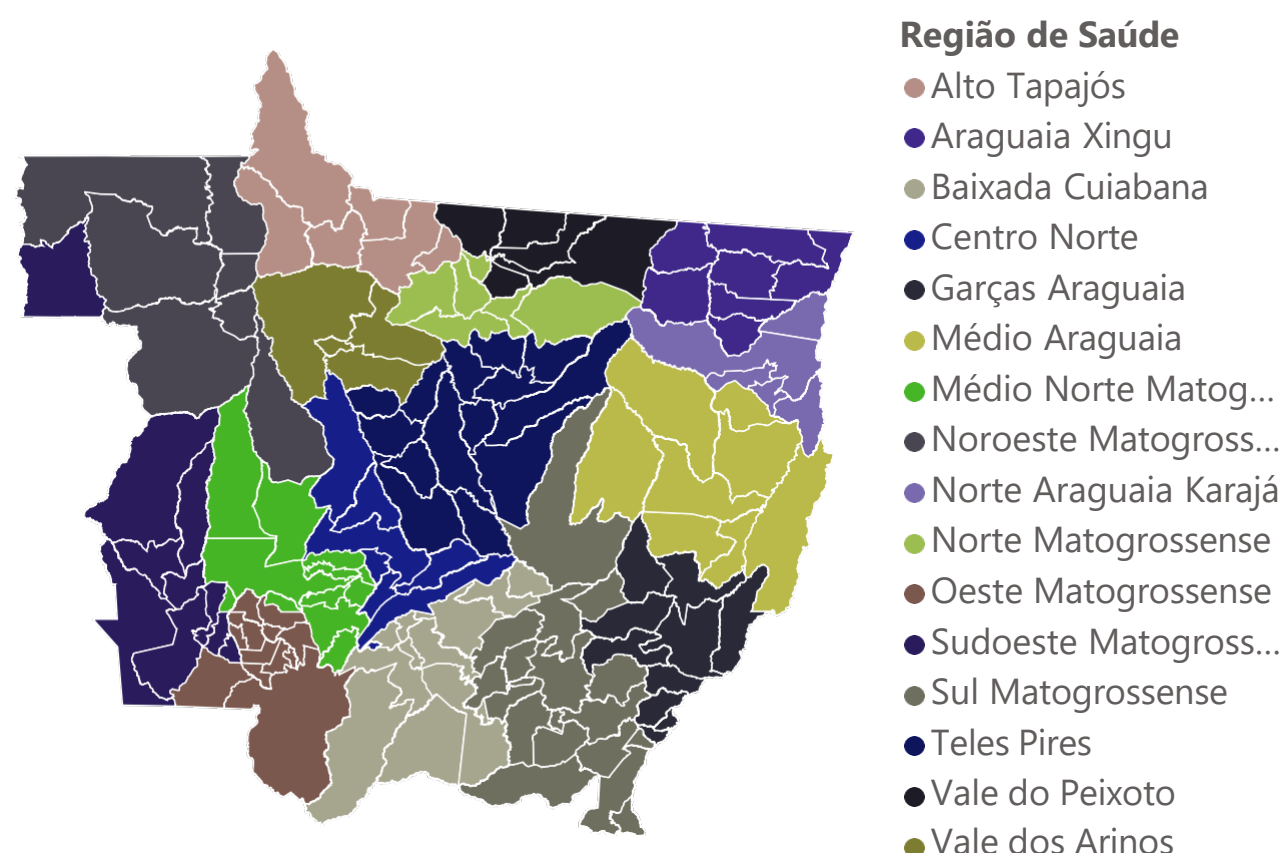 Região de Saúde
Alto Tapajós
Araguaia Xingu
Baixada Cuiabana
Centro Norte
Garças Araguaia
Médio Araguaia
Médio Norte Matog...
Noroeste Matogross...
Norte Araguaia Karajá
Norte Matogrossense
Oeste Matogrossense
Sudoeste Matogross...
Sul Matogrossense
Teles Pires
Vale do Peixoto
Vale dos Arinos